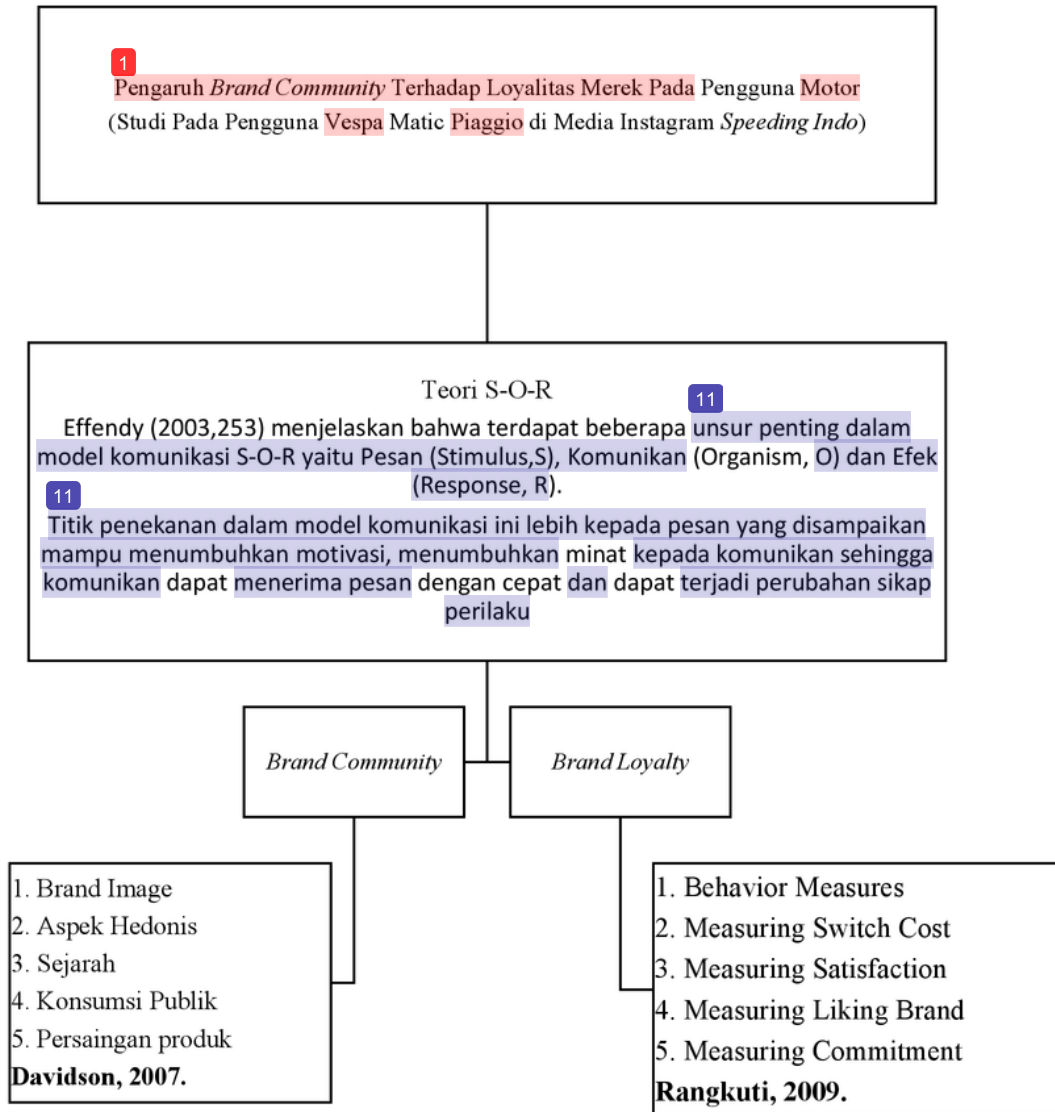 1
Pengaruh Brand Community Terhadap Loyalitas Merek Pada Pengguna Motor
(Studi Pada Pengguna Vespa Matic Piaggio di Media Instagram Speeding Indo)
Teori S-O-R
11
Effendy (2003,253) menjelaskan bahwa terdapat beberapa unsur penting dalam
model komunikasi S-O-R yaitu Pesan (Stimulus,S), Komunikan (Organism, O) dan Efek
(Response, R).
11
Titik penekanan dalam model komunikasi ini lebih kepada pesan yang disampaikan
mampu menumbuhkan motivasi, menumbuhkan minat kepada komunikan sehingga
komunikan dapat menerima pesan dengan cepat dan dapat terjadi perubahan sikap
perilaku
Brand Community
Brand Loyalty
1. Brand Image
2. Aspek Hedonis
3. Sejarah
4. Konsumsi Publik
5. Persaingan produk
Davidson, 2007.
1. Behavior Measures
2. Measuring Switch Cost
3. Measuring Satisfaction
4. Measuring Liking Brand
5. Measuring Commitment
Rangkuti, 2009.